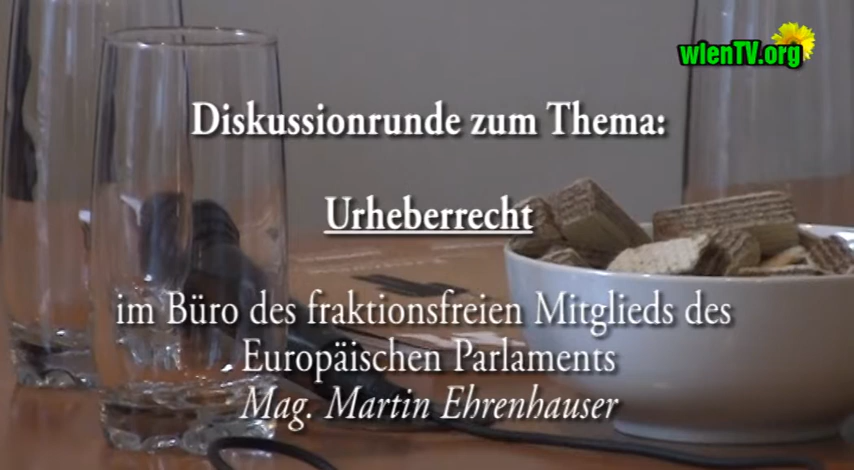 wienTV.org
Diskussionrunde zum Thema:
Urheberrecht
im Büro des fraktionsfreien Mitglieds des
Europäischen Parlaments
Mag. Martin Ehrenhauser